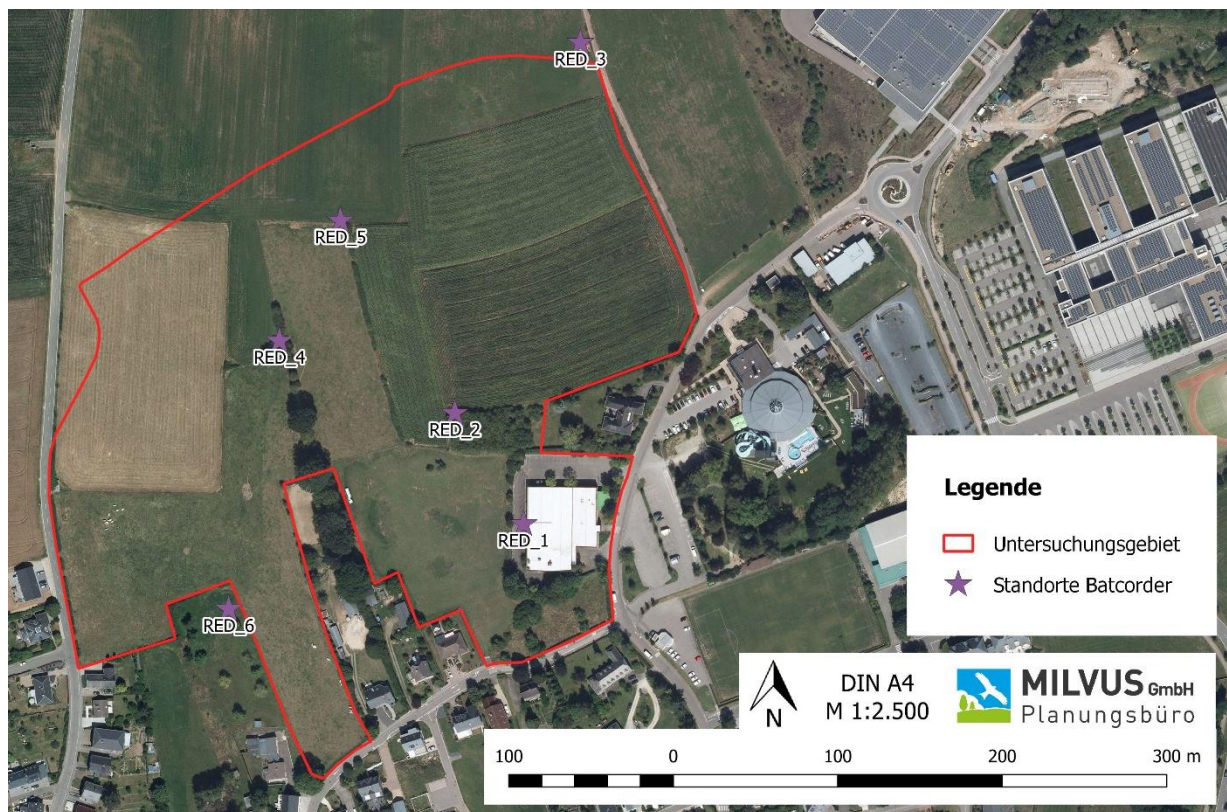 RED_3
RED_5
RED_4
RED_2
RED_1
RED_6
Legende
Untersuchungsgebiet
Standorte Batcorder
N
DIN A4
M 1:2.500
MILVUS GmbH
Planungsbüro
100 0 100 200 300 m